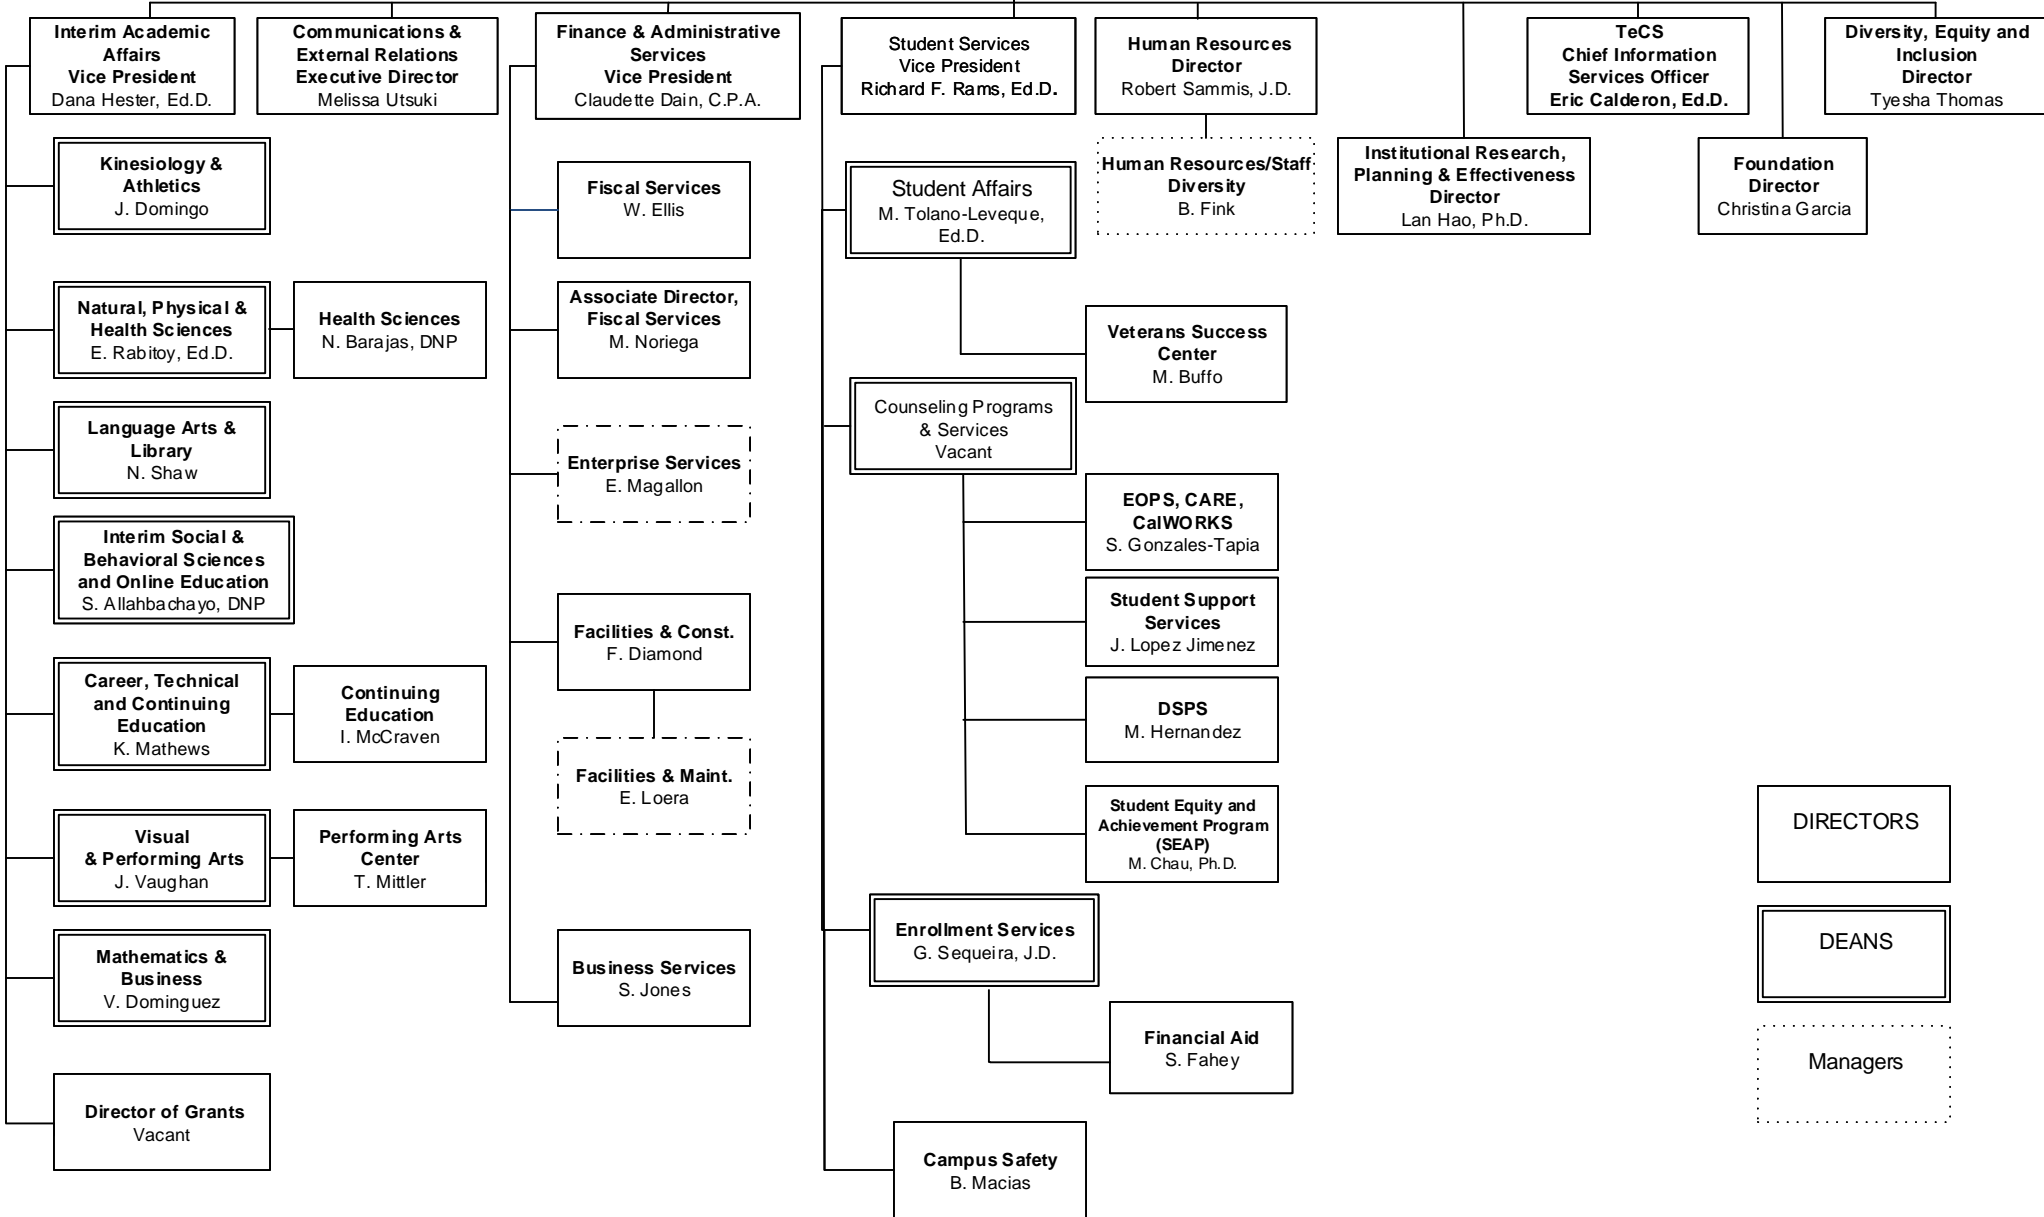 Interim Academic
Affairs
Vice President
Dana Hester, Ed.D.
Communications &
External Relations
Executive Director
Melissa Utsuki
Finance & Administrative
Services
Vice President
Claudette Dain, C.P.A.
Student Services
Vice President
Richard F. Rams, Ed.D.
Human Resources
Director
Robert Sammis, J.D.
TeCS
Chief Information
Services Officer
Eric Calderon, Ed.D.
Diversity, Equity and
Inclusion
Director
Tyesha Thomas
Human Resources/Staff
Diversity
B. Fink
Institutional Research,
Planning & Effectiveness
Director
Lan Hao, Ph.D.
Foundation
Director
Christina Garcia
Kinesiology &
Athletics
J. Domingo
Natural, Physical &
Health Sciences
E. Rabitoy, Ed.D.
Health Sciences
N. Barajas, DNP
Language Arts &
Library
N. Shaw
Interim Social &
Behavioral Sciences
and Online Education
S. Allahbachayo, DNP
Career, Technical
and Continuing
Education
K. Mathews
Continuing
Education
I. McCraven
Visual
& Performing Arts
J. Vaughan
Performing Arts
Center
T. Mittler
Mathematics &
Business
V. Dominguez
Director of Grants
Vacant
Fiscal Services
W. Ellis
Associate Director,
Fiscal Services
M. Noriega
Enterprise Services
E. Magallon
Facilities & Const.
F. Diamond
Facilities & Maint.
E. Loera
Business Services
S. Jones
Student Affairs
M. Tolano-Leveque,
Ed.D.
Veterans Success
Center
M. Buffo
Counseling Programs
& Services
Vacant
EOPS, CARE,
CalWORKS
S. Gonzales-Tapia
Student Support
Services
J. Lopez Jimenez
DSPS
M. Hernandez
Student Equity and
Achievement Program
(SEAP)
M. Chau, Ph.D.
Enrollment Services
G. Sequeira, J.D.
Financial Aid
S. Fahey
Campus Safety
B. Macias
DIRECTORS
DEANS
Managers